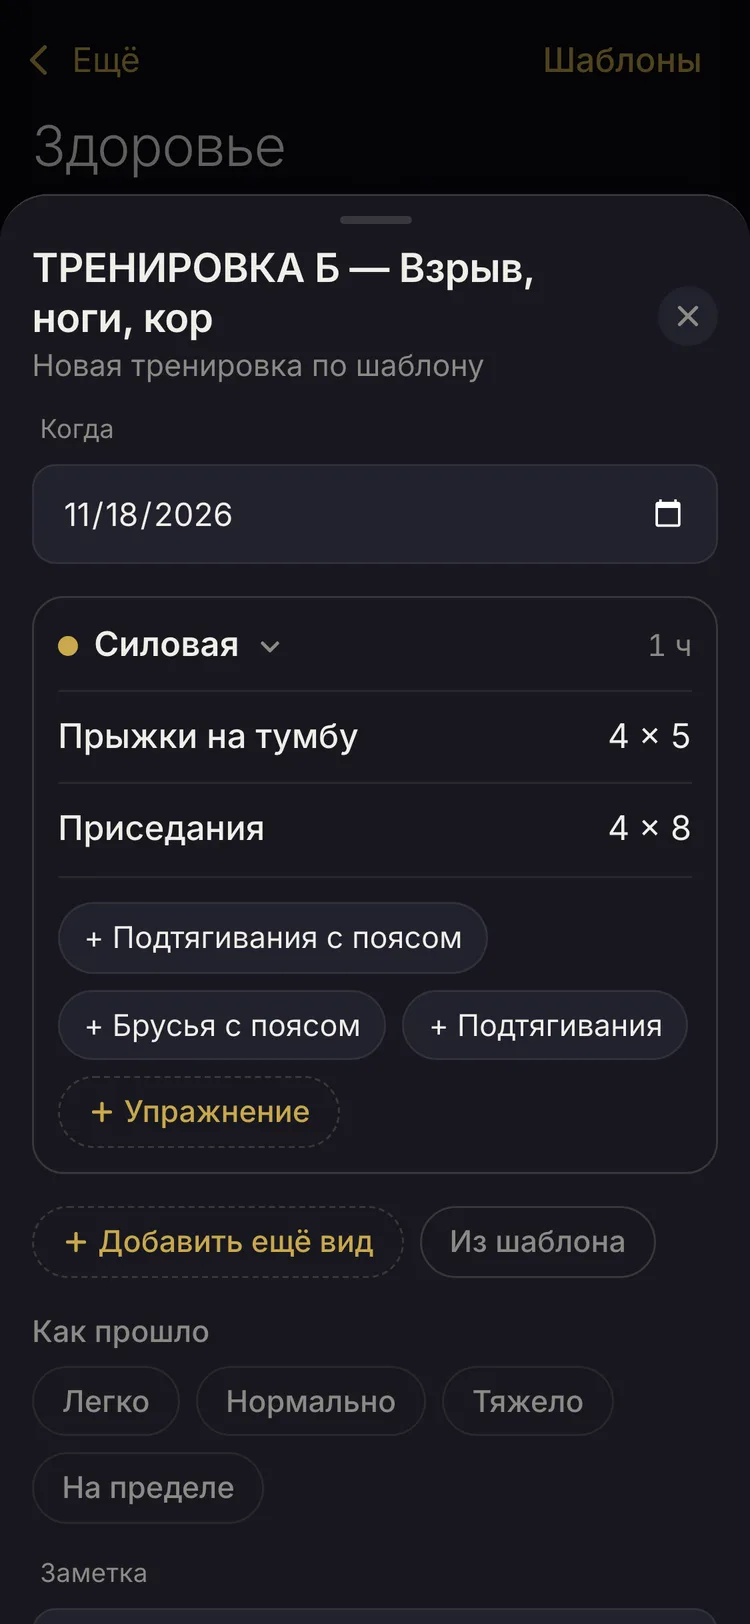 Ещё
Шаблоны
Здоровье
ТРЕНИРОВКА Б — Взрыв,
ноги, кор
Новая тренировка по шаблону
Когда
11/18/2026
Силовая
1 ч
Прыжки на тумбу
4 × 5
Приседания
4 × 8
+ Подтягивания с поясом
+ Брусья с поясом
+ Подтягивания
+ Упражнение
+ Добавить ещё вид
Из шаблона
Как прошло
Легко
Нормально
Тяжело
На пределе
Заметка